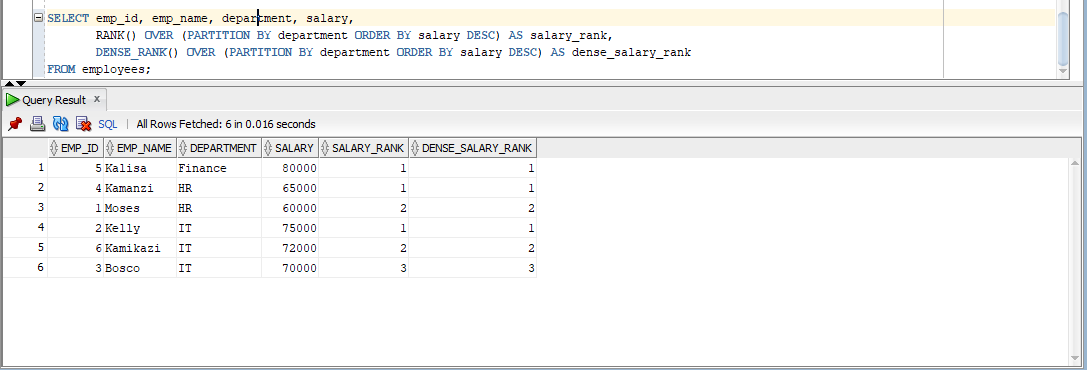 SELECT emp_id, emp_name, department, salary,
RANK() OVER (PARTITION BY department ORDER BY salary DESC) AS salary_rank,
DENSE_RANK() OVER (PARTITION BY department ORDER BY salary DESC) AS dense_salary_rank
FROM employees;
Query Result x
SQL | All Rows Fetched: 6 in 0.016 seconds
EMP_ID EMP_NAME DEPARTMENT SALARY SALARY_RANK DENSE_SALARY_RANK
1 5 Kalisa Finance 80000 1 1
2 4 Kamanzi HR 65000 1 1
3 1 Moses HR 60000 2 2
4 2 Kelly IT 75000 1 1
5 6 Kamikazi IT 72000 2 2
6 3 Bosco IT 70000 3 3